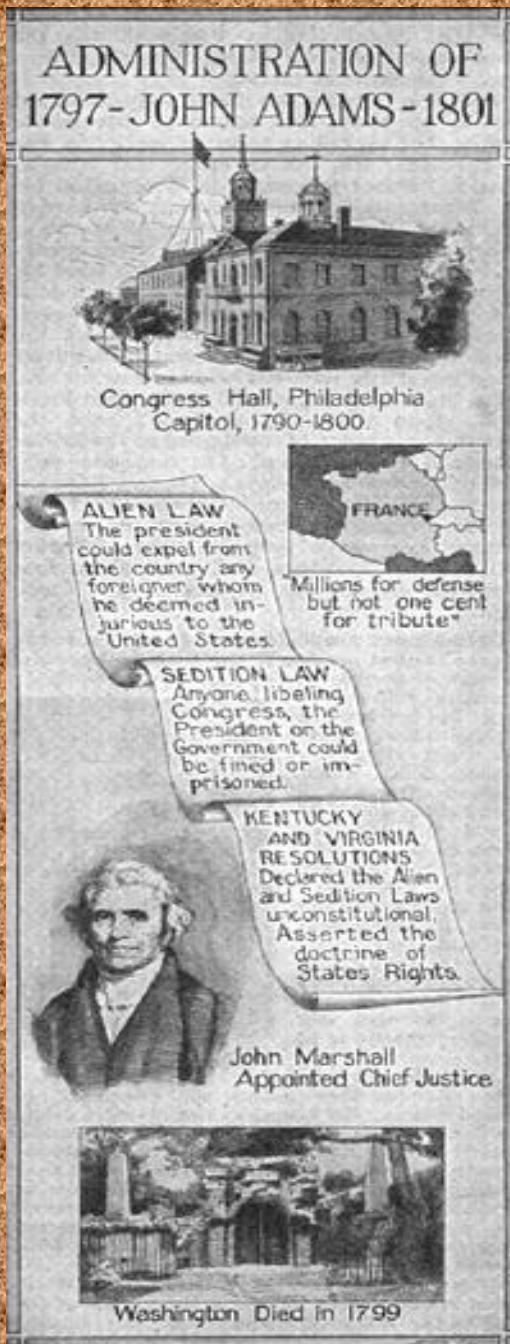 ADMINISTRATION OF
1797-JOHN ADAMS-1801
Congress Hall, Philadelphia
Capitol, 1790-1800.
ALIEN LAW
The president
could expel from
the country any
foreigner whom
he deemed in-
jurious to the
United States.
FRANCE
"Millions for defense
but not one cent
for tribute"
SEDITION LAW
Anyone libeling
Congress, the
President or the
Government could
be fined or im-
prisoned.
KENTUCKY
AND VIRGINIA
RESOLUTIONS
Declared the Alien
and Sedition Laws
unconstitutional.
Asserted the
doctrine of
States Rights.
John Marshall
Appointed Chief Justice
Washington Died in 1799